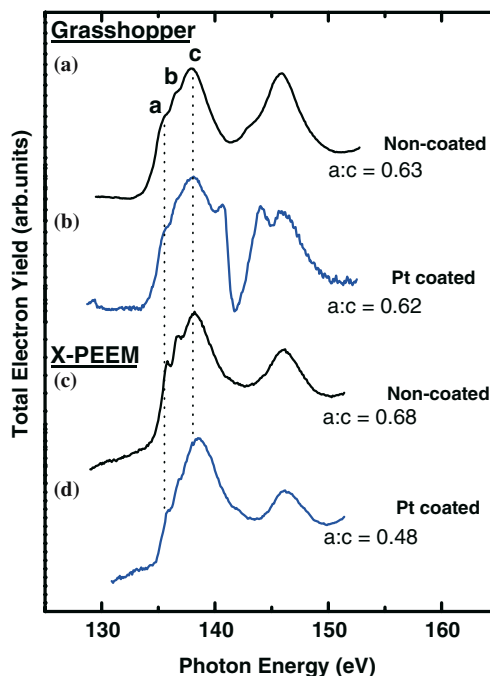 Grasshopper
(a)
a
b
c
Non-coated
a:c = 0.63
(b)
Pt coated
a:c = 0.62
X-PEEM
(c)
Non-coated
a:c = 0.68
(d)
Pt coated
a:c = 0.48
Total Electron Yield (arb.units)
130 140 150 160
Photon Energy (eV)